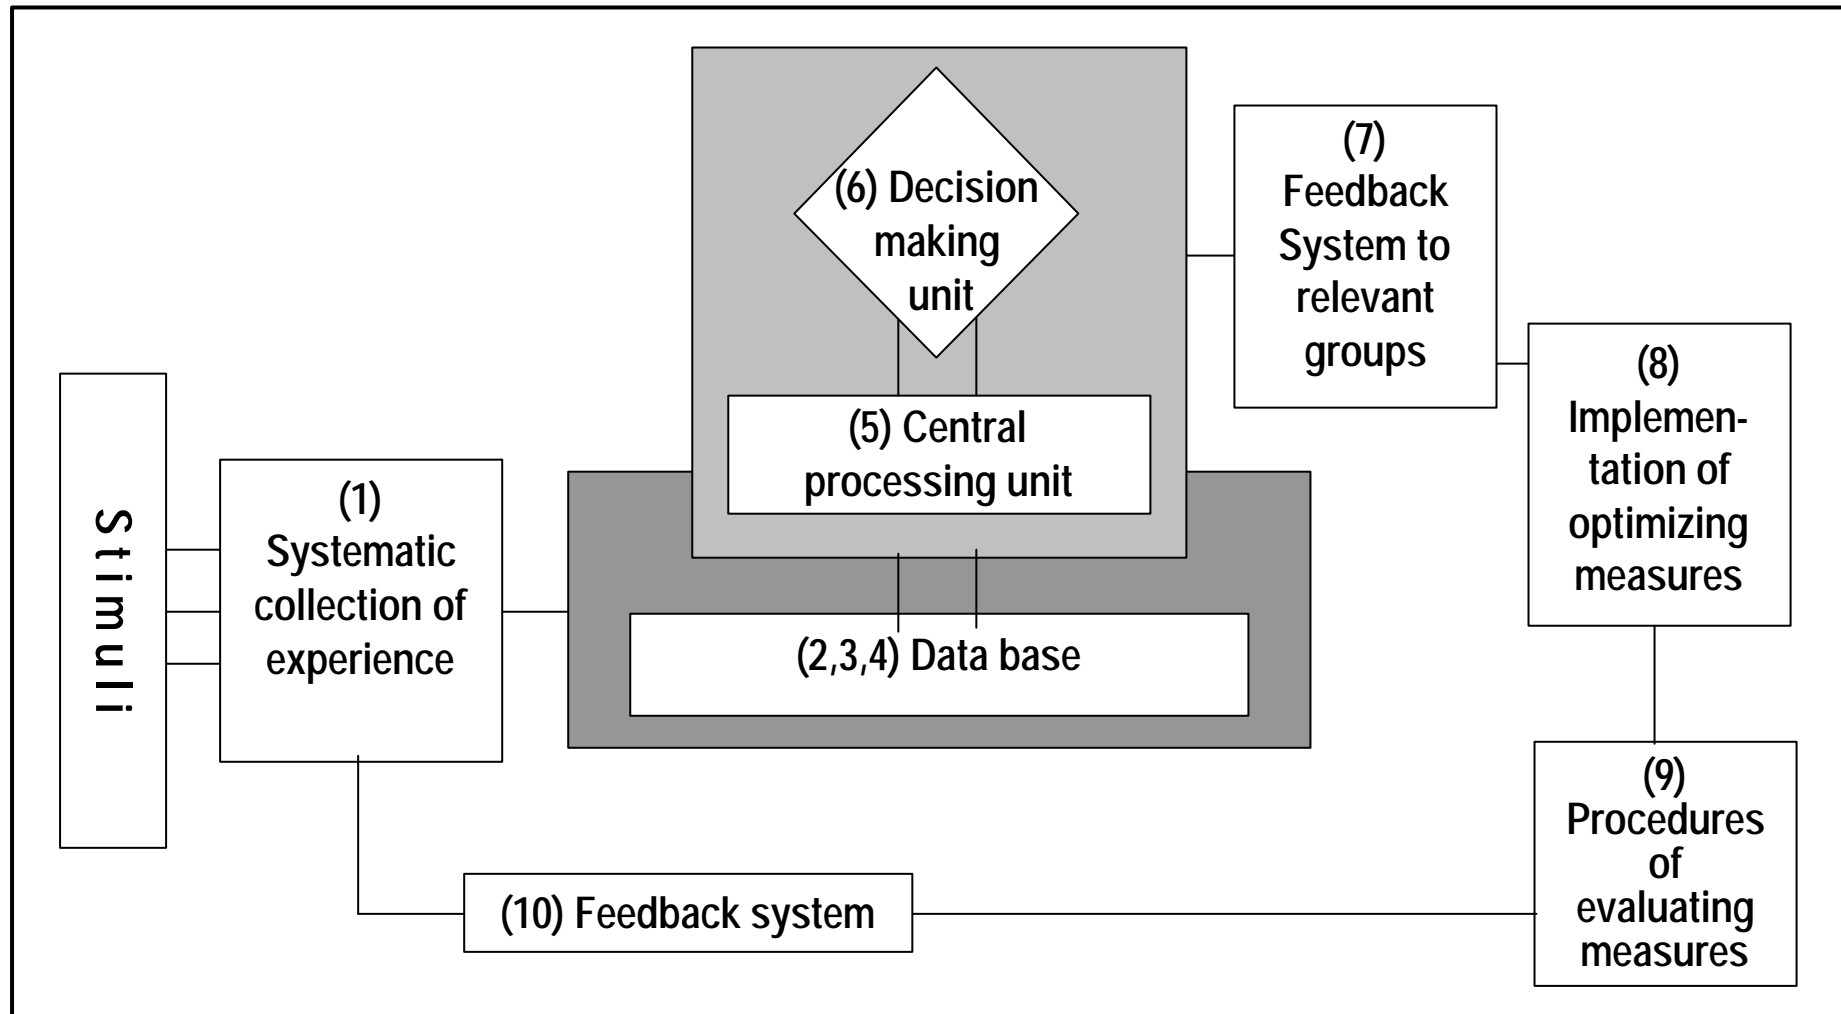 Stimuli
(1)
Systematic
collection of
experience
(6) Decision
making
unit
(5) Central
processing unit
(2,3,4) Data base
(7)
Feedback
System to
relevant
groups
(8)
Implemen-
tation of
optimizing
measures
(9)
Procedures
of
evaluating
measures
(10) Feedback system